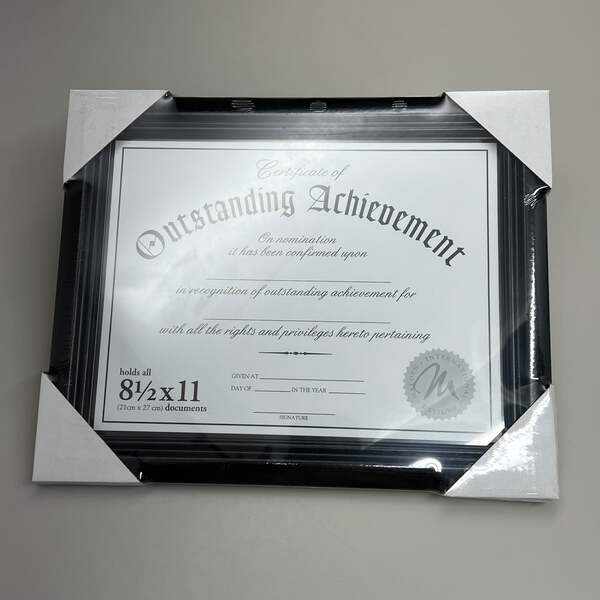 Certificate of
Outstanding Achievement
On nomination
it has been confirmed upon
in recognition of outstanding achievement for
with all the rights and privileges hereto pertaining
holds all
8½x11
(21cm x 27 cm) documents
GIVEN AT
DAY OF IN THE YEAR
SIGNATURE
M